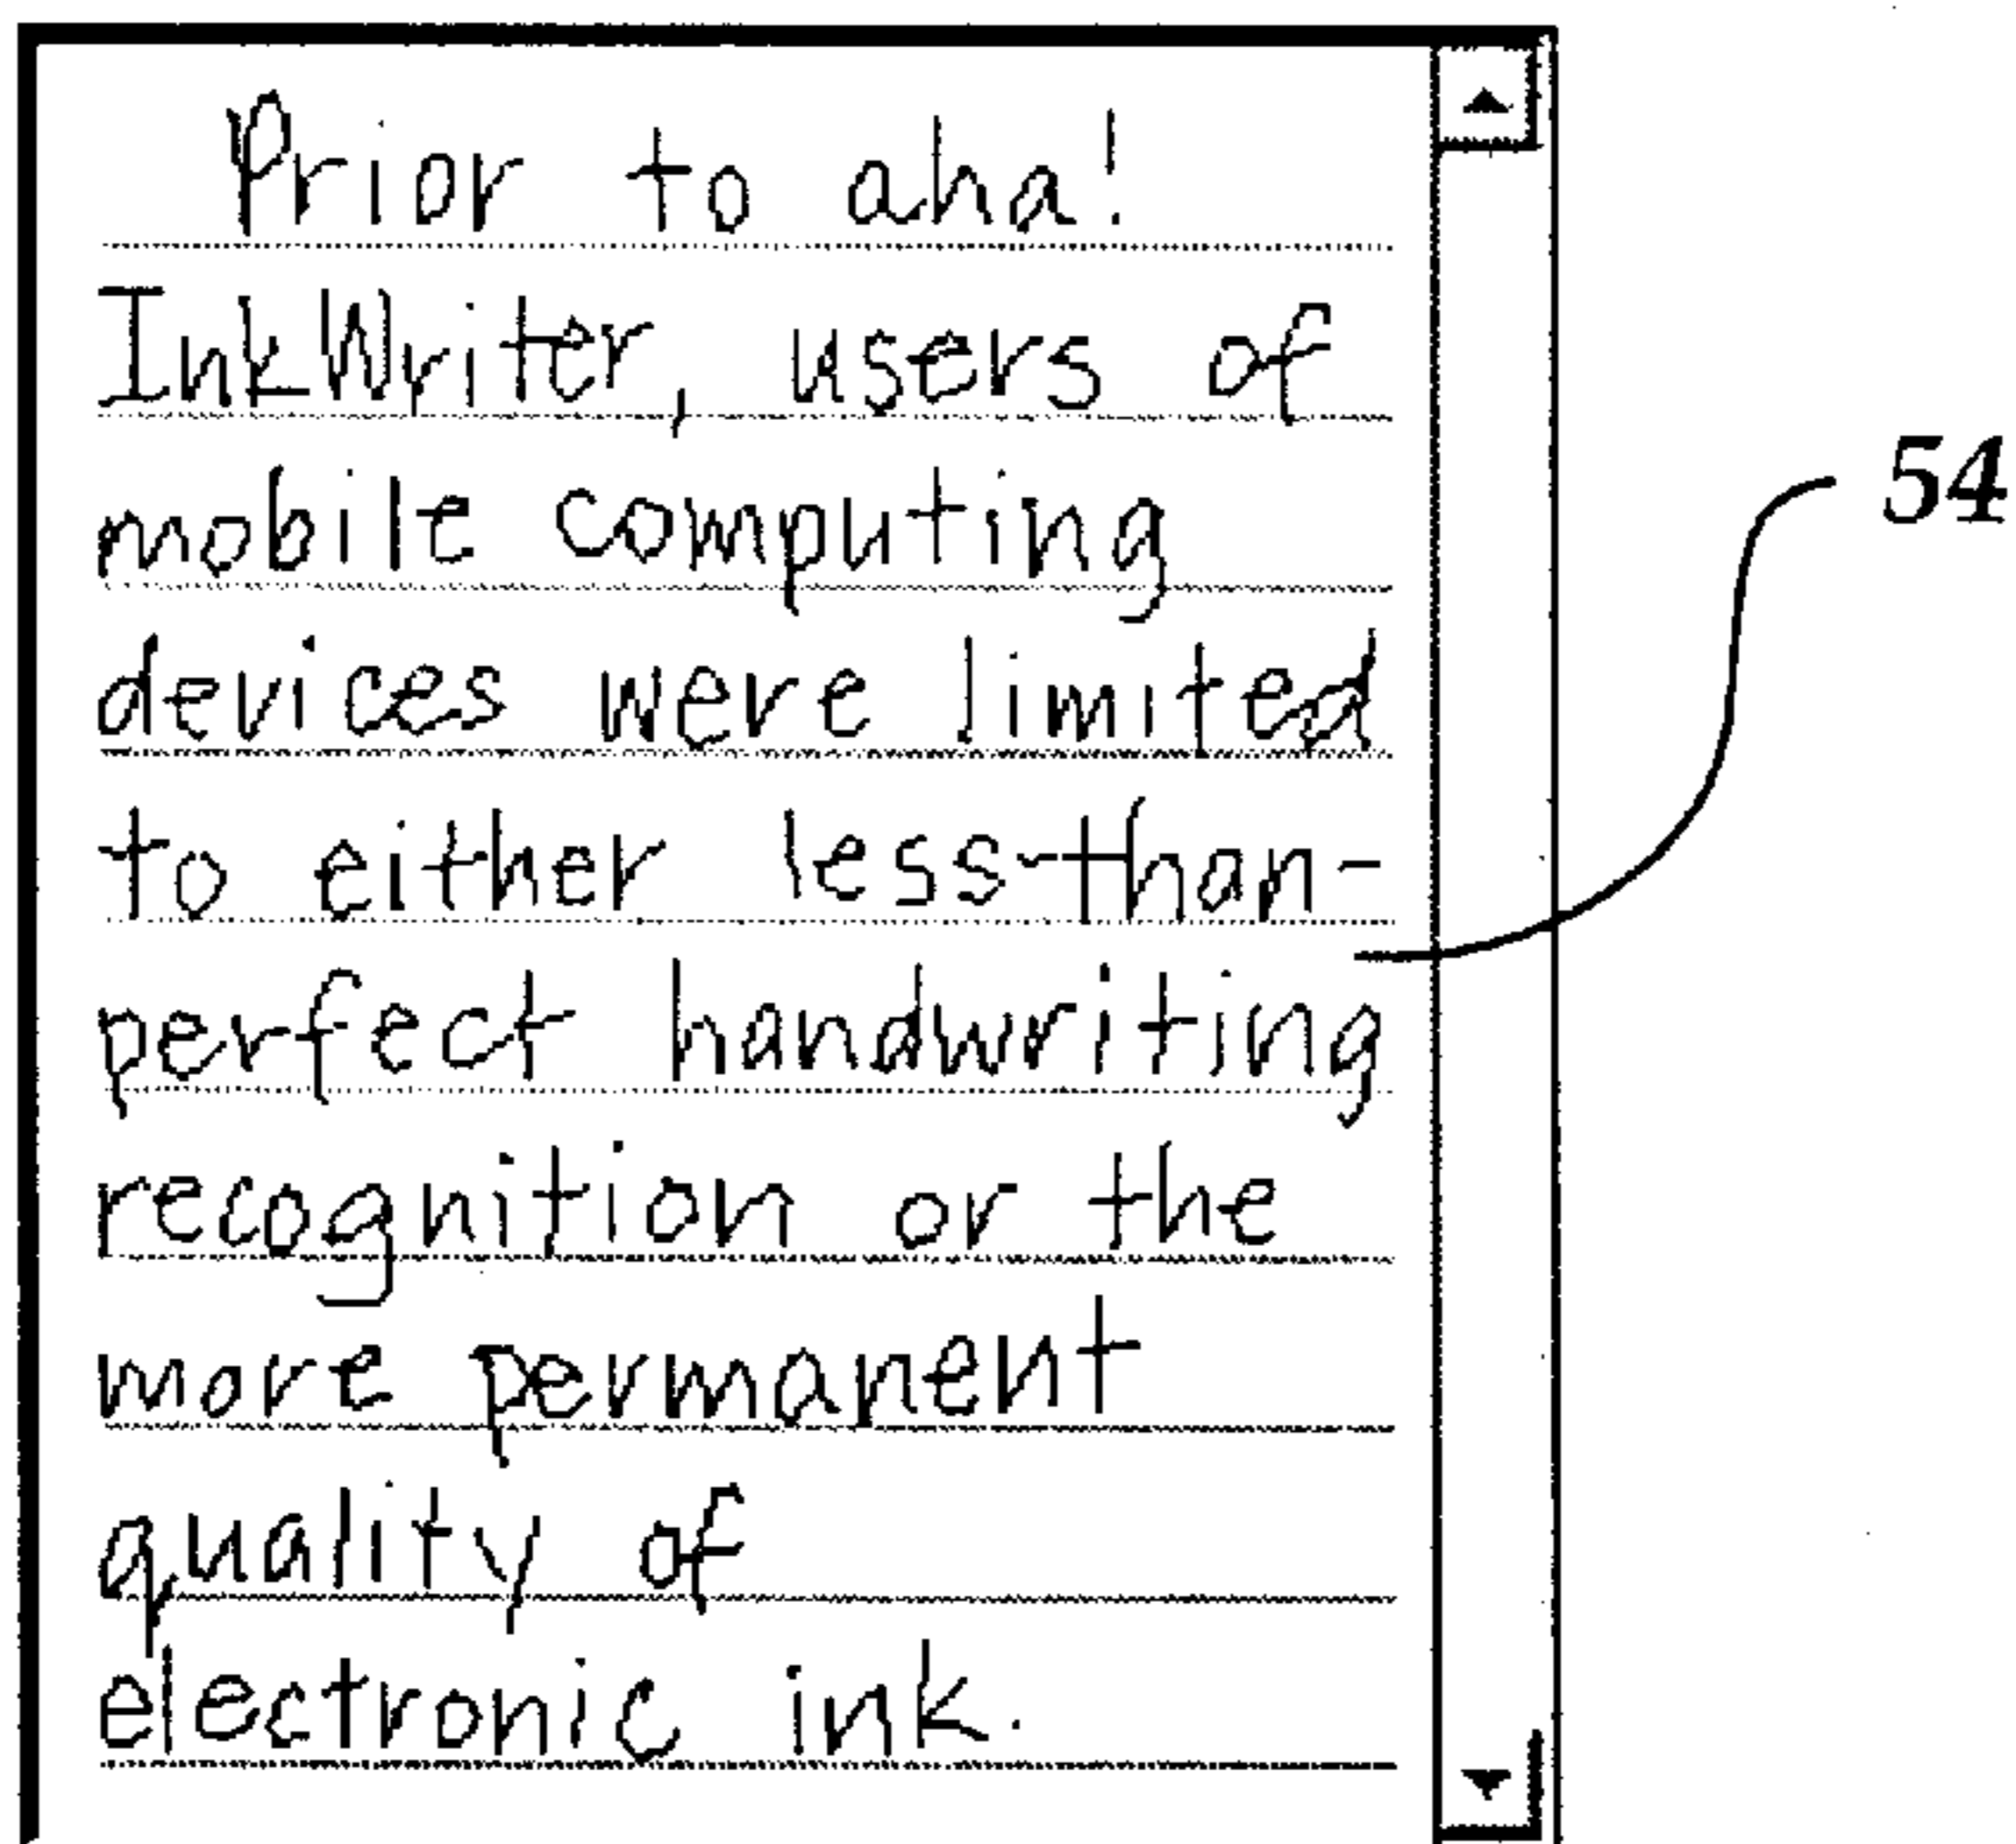 Prior to aha!
InkWriter, users of
mobile computing
devices were limited
to either less-than-
perfect handwriting
recognition or the
more permanent
quality of
electronic ink.
54